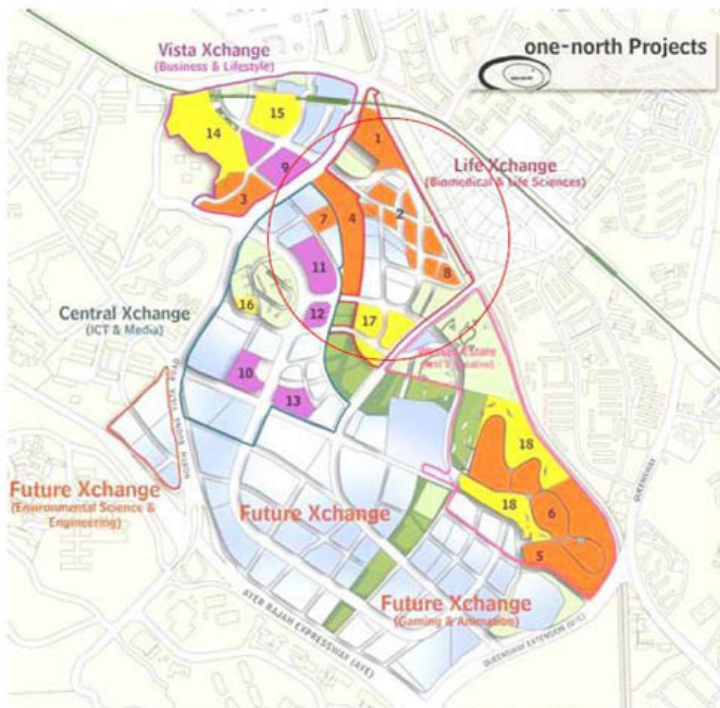 one-north Projects
Vista Xchange
(Business & Lifestyle)
15
14
1
9
Life Xchange
(Biomedical & Life Sciences)
3
2
7
4
11
8
16
Central Xchange
(ICT & Media)
12
17
Estate
10
13
NORTH BUONA VISTA ROAD
18
Future Xchange
(Environmental Science &
Engineering)
Future Xchange
18
6
QUEENSWAY
5
Future Xchange
(Gaming & Animation)
AYER RAJAH EXPRESSWAY (AYE)
QUEENSWAY EXTENSION